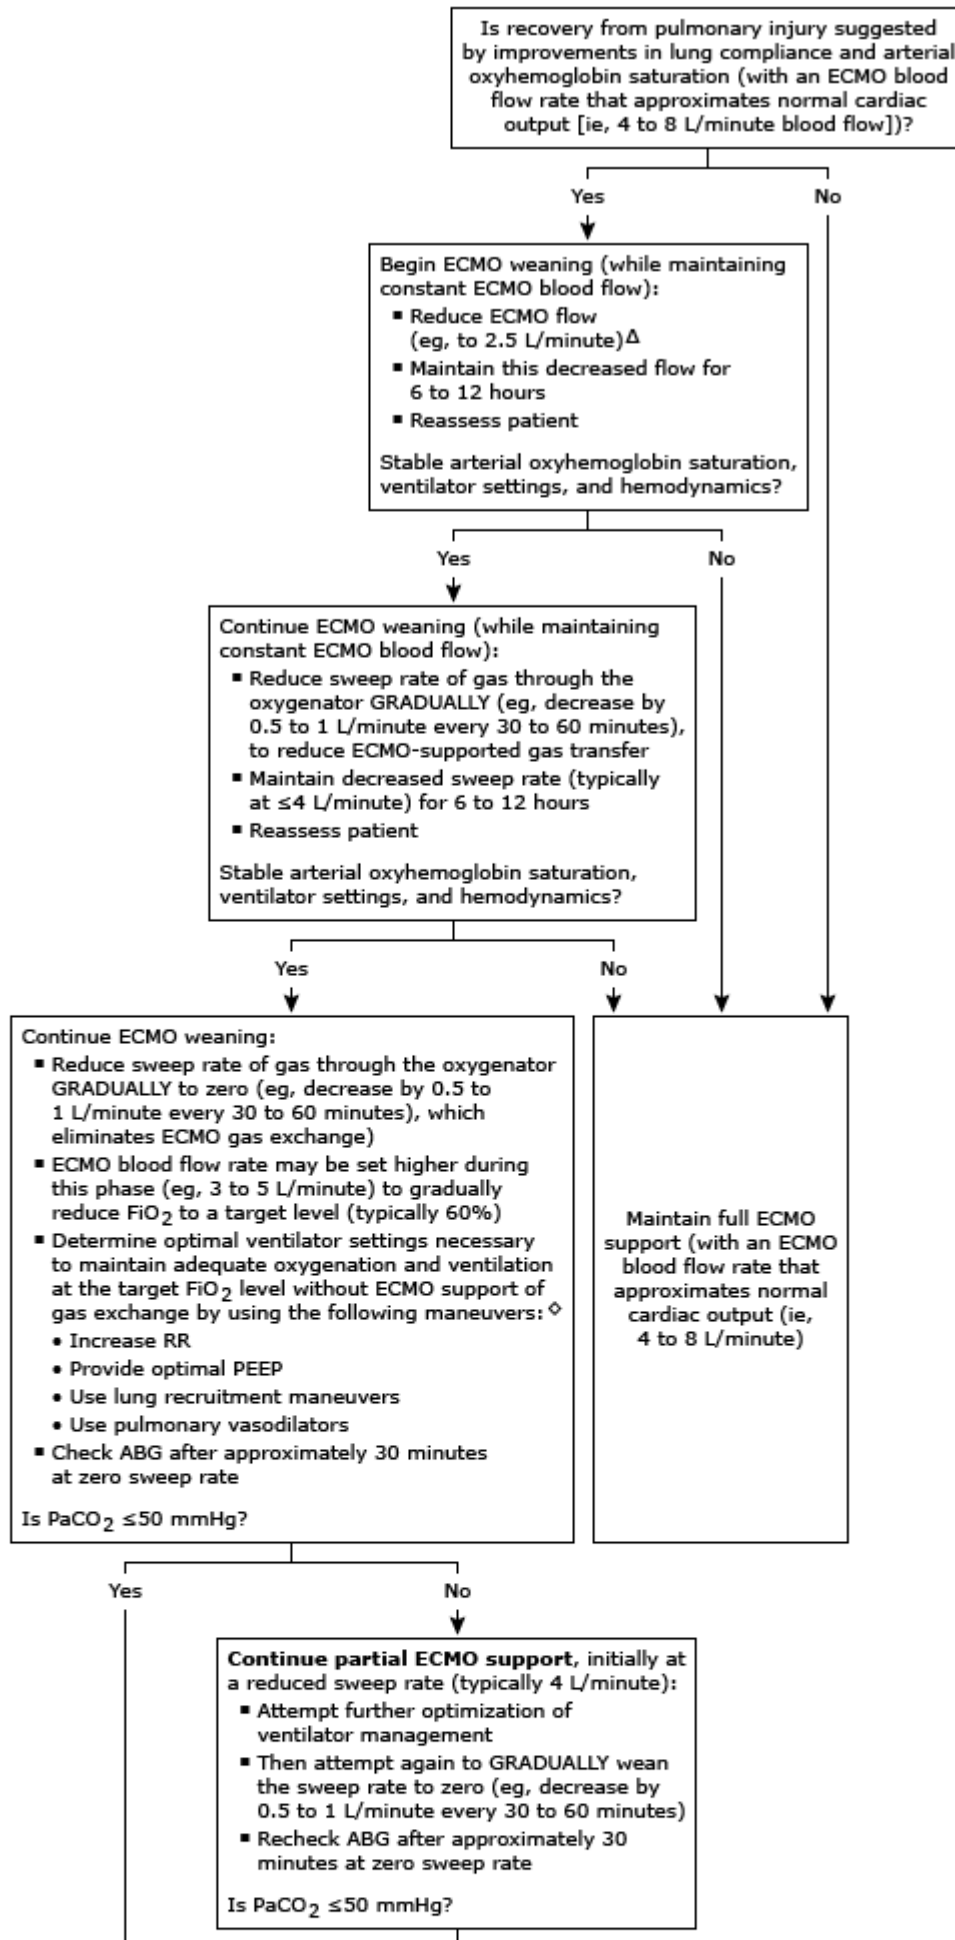 Is recovery from pulmonary injury suggested
by improvements in lung compliance and arterial
oxyhemoglobin saturation (with an ECMO blood
flow rate that approximates normal cardiac
output [ie, 4 to 8 L/minute blood flow])?
Yes
No
Begin ECMO weaning (while maintaining
constant ECMO blood flow):
▪ Reduce ECMO flow
(eg, to 2.5 L/minute)Δ
▪ Maintain this decreased flow for
6 to 12 hours
▪ Reassess patient
Stable arterial oxyhemoglobin saturation,
ventilator settings, and hemodynamics?
Yes
No
Continue ECMO weaning (while maintaining
constant ECMO blood flow):
▪ Reduce sweep rate of gas through the
oxygenator GRADUALLY (eg, decrease by
0.5 to 1 L/minute every 30 to 60 minutes),
to reduce ECMO-supported gas transfer
▪ Maintain decreased sweep rate (typically
at ≤4 L/minute) for 6 to 12 hours
▪ Reassess patient
Stable arterial oxyhemoglobin saturation,
ventilator settings, and hemodynamics?
Yes
No
Continue ECMO weaning:
▪ Reduce sweep rate of gas through the oxygenator
GRADUALLY to zero (eg, decrease by 0.5 to
1 L/minute every 30 to 60 minutes), which
eliminates ECMO gas exchange)
▪ ECMO blood flow rate may be set higher during
this phase (eg, 3 to 5 L/minute) to gradually
reduce FiO2 to a target level (typically 60%)
▪ Determine optimal ventilator settings necessary
to maintain adequate oxygenation and ventilation
at the target FiO2 level without ECMO support of
gas exchange by using the following maneuvers:◇
• Increase RR
• Provide optimal PEEP
• Use lung recruitment maneuvers
• Use pulmonary vasodilators
▪ Check ABG after approximately 30 minutes
at zero sweep rate
Is PaCO2 ≤50 mmHg?
Maintain full ECMO
support (with an ECMO
blood flow rate that
approximates normal
cardiac output (ie,
4 to 8 L/minute)
Yes
No
Continue partial ECMO support, initially at
a reduced sweep rate (typically 4 L/minute):
▪ Attempt further optimization of
ventilator management
▪ Then attempt again to GRADUALLY wean
the sweep rate to zero (eg, decrease by
0.5 to 1 L/minute every 30 to 60 minutes)
▪ Recheck ABG after approximately 30
minutes at zero sweep rate
Is PaCO2 ≤50 mmHg?